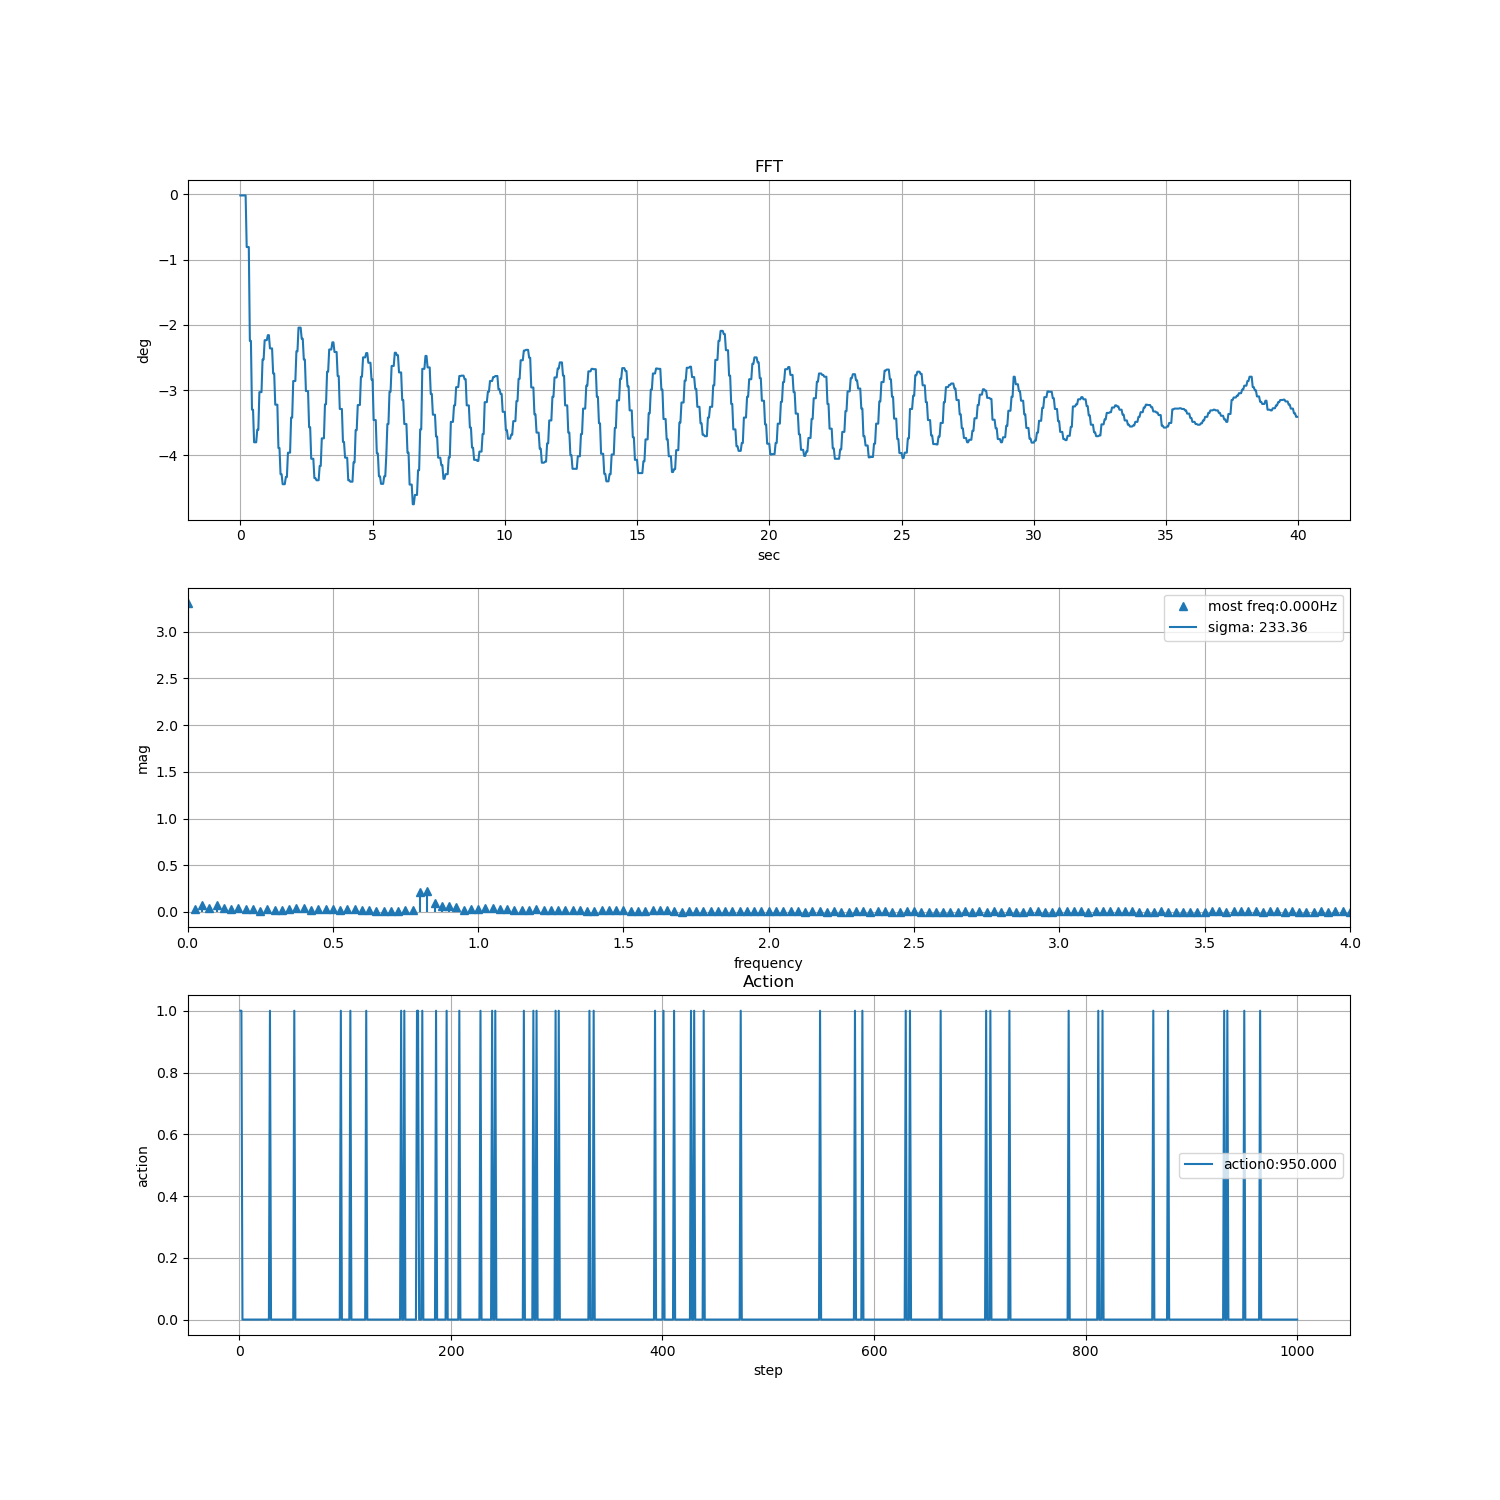 FFT
0
−1
−2
−3
−4
deg
0 5 10 15 20 25 30 35 40
sec
most freq:0.000Hz
sigma: 233.36
3.0
2.5
2.0
1.5
1.0
0.5
0.0
mag
0.0 0.5 1.0 1.5 2.0 2.5 3.0 3.5 4.0
frequency
Action
1.0
0.8
0.6
0.4
0.2
0.0
action
action0:950.000
0 200 400 600 800 1000
step